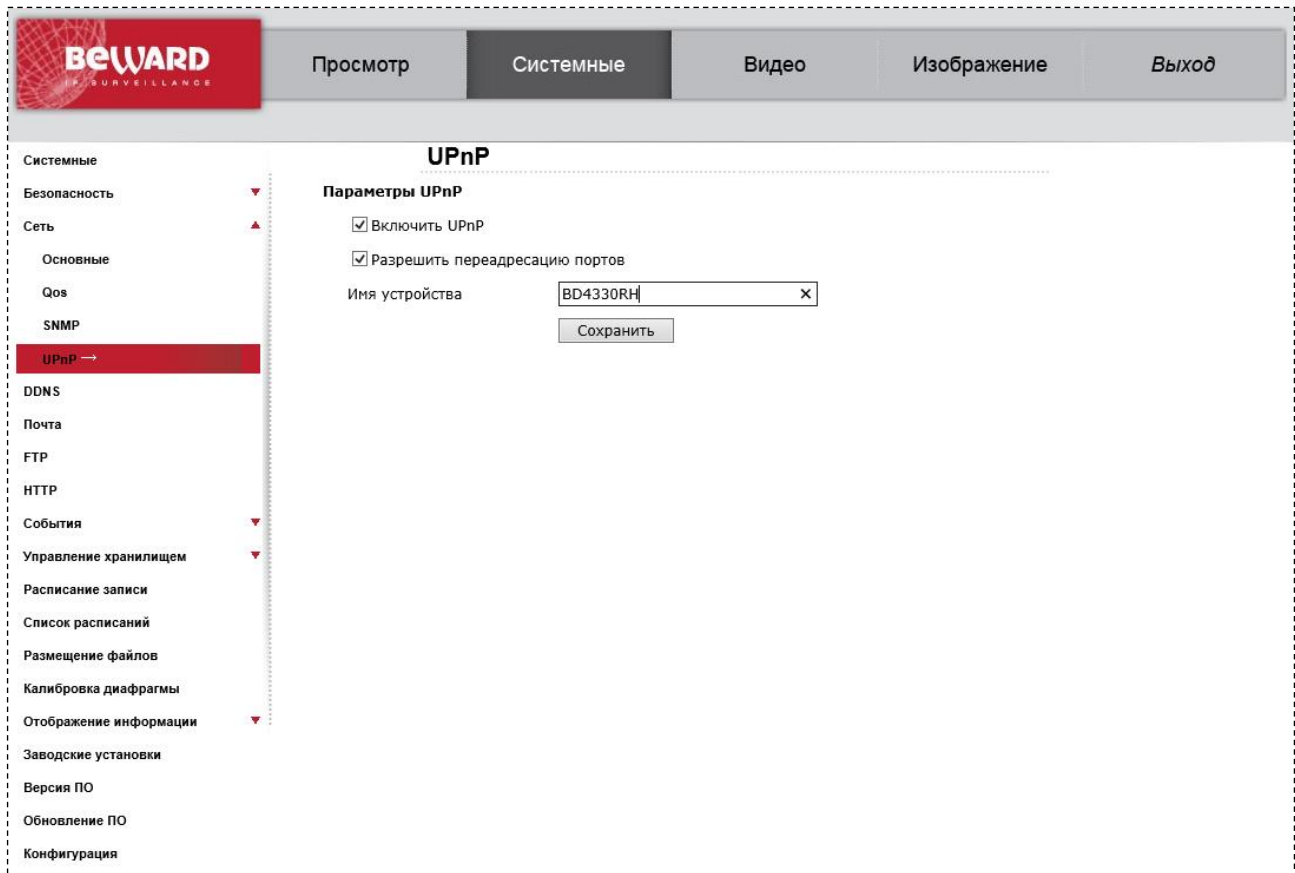 BEWARD
IP SURVEILLANCE
Просмотр
Системные
Видео
Изображение
Выход
Системные
Безопасность
Сеть
Основные
Qos
SNMP
UPnP →
DDNS
Почта
FTP
HTTP
События
Управление хранилищем
Расписание записи
Список расписаний
Размещение файлов
Калибровка диафрагмы
Отображение информации
Заводские установки
Версия ПО
Обновление ПО
Конфигурация
UPnP
Параметры UPnP
Включить UPnP
Разрешить переадресацию портов
Имя устройства BD4330RH
Сохранить